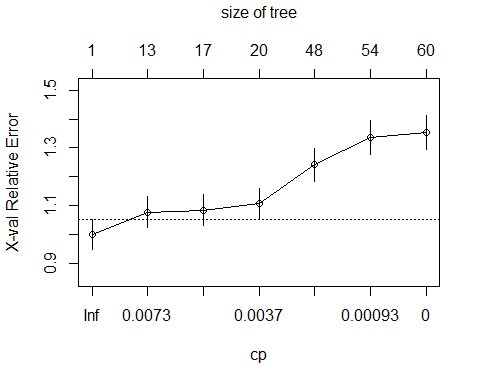 size of tree
1 13 17 20 48 54 60
X-val Relative Error
1.5
1.3
1.1
0.9
Inf 0.0073 0.0037 0.00093 0
cp